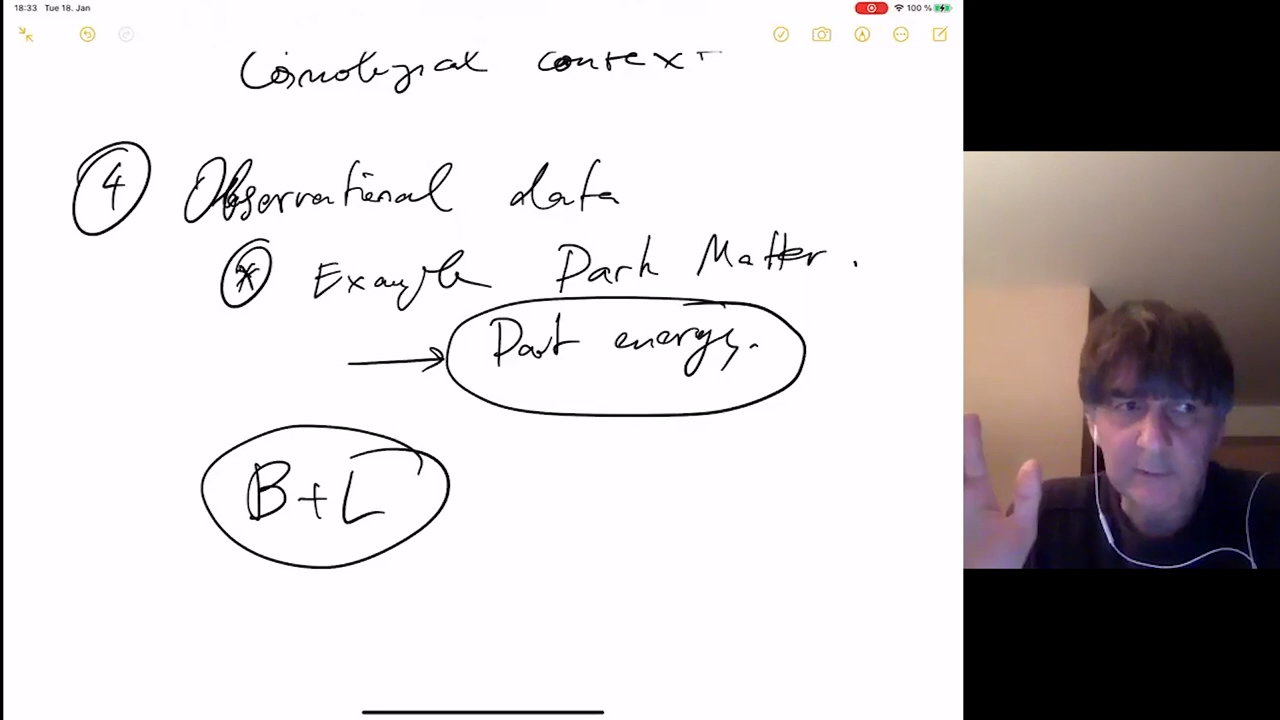 18:33 Tue 18. Jan 100 %
Cosmological context
4 Observational data
* Example Dark Matter.
Dark energy.
B+L